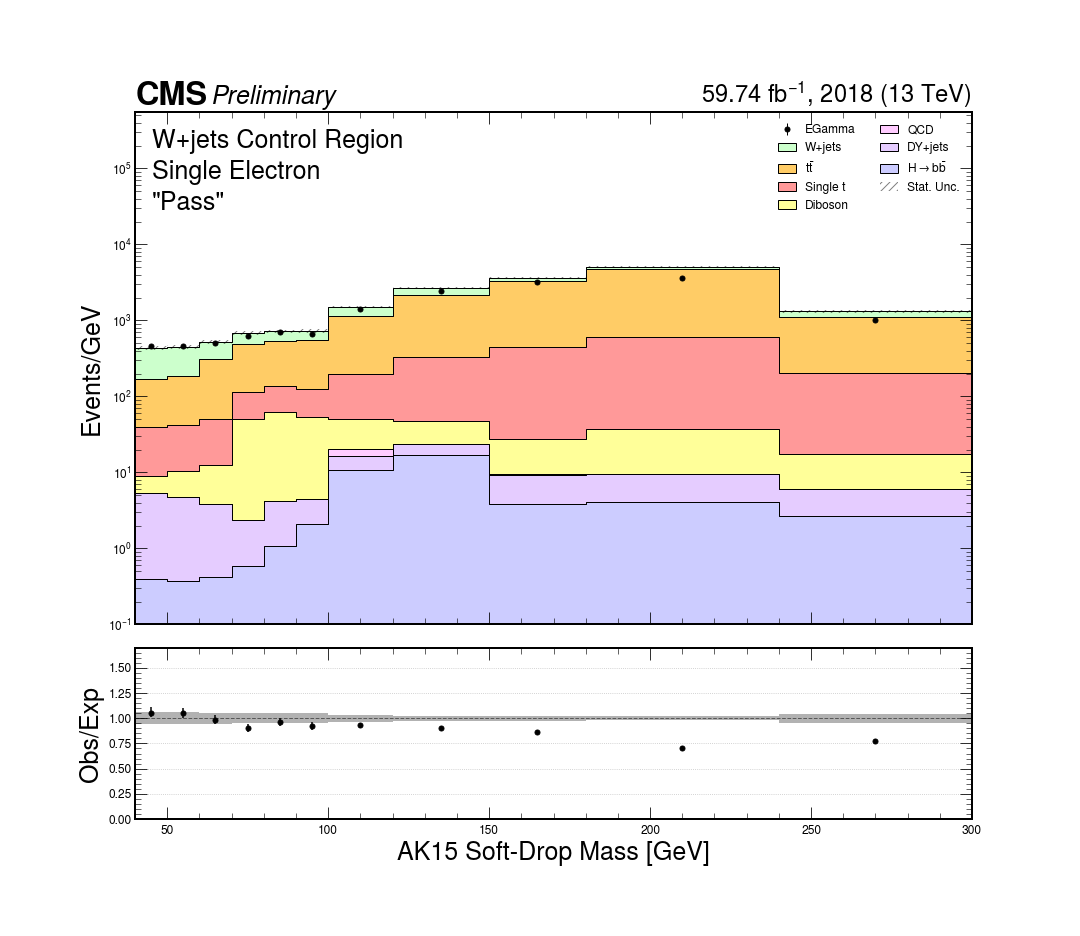 CMS Preliminary
59.74 fb⁻¹, 2018 (13 TeV)
W+jets Control Region
Single Electron
"Pass"
EGamma
W+jets
tt̄
Single t
Diboson
QCD
DY+jets
H→bb̄
Stat. Unc.
Events/GeV
10⁵
10⁴
10³
10²
10¹
10⁰
10⁻¹
Obs/Exp
1.50
1.25
1.00
0.75
0.50
0.25
0.00
50 100 150 200 250 300
AK15 Soft-Drop Mass [GeV]